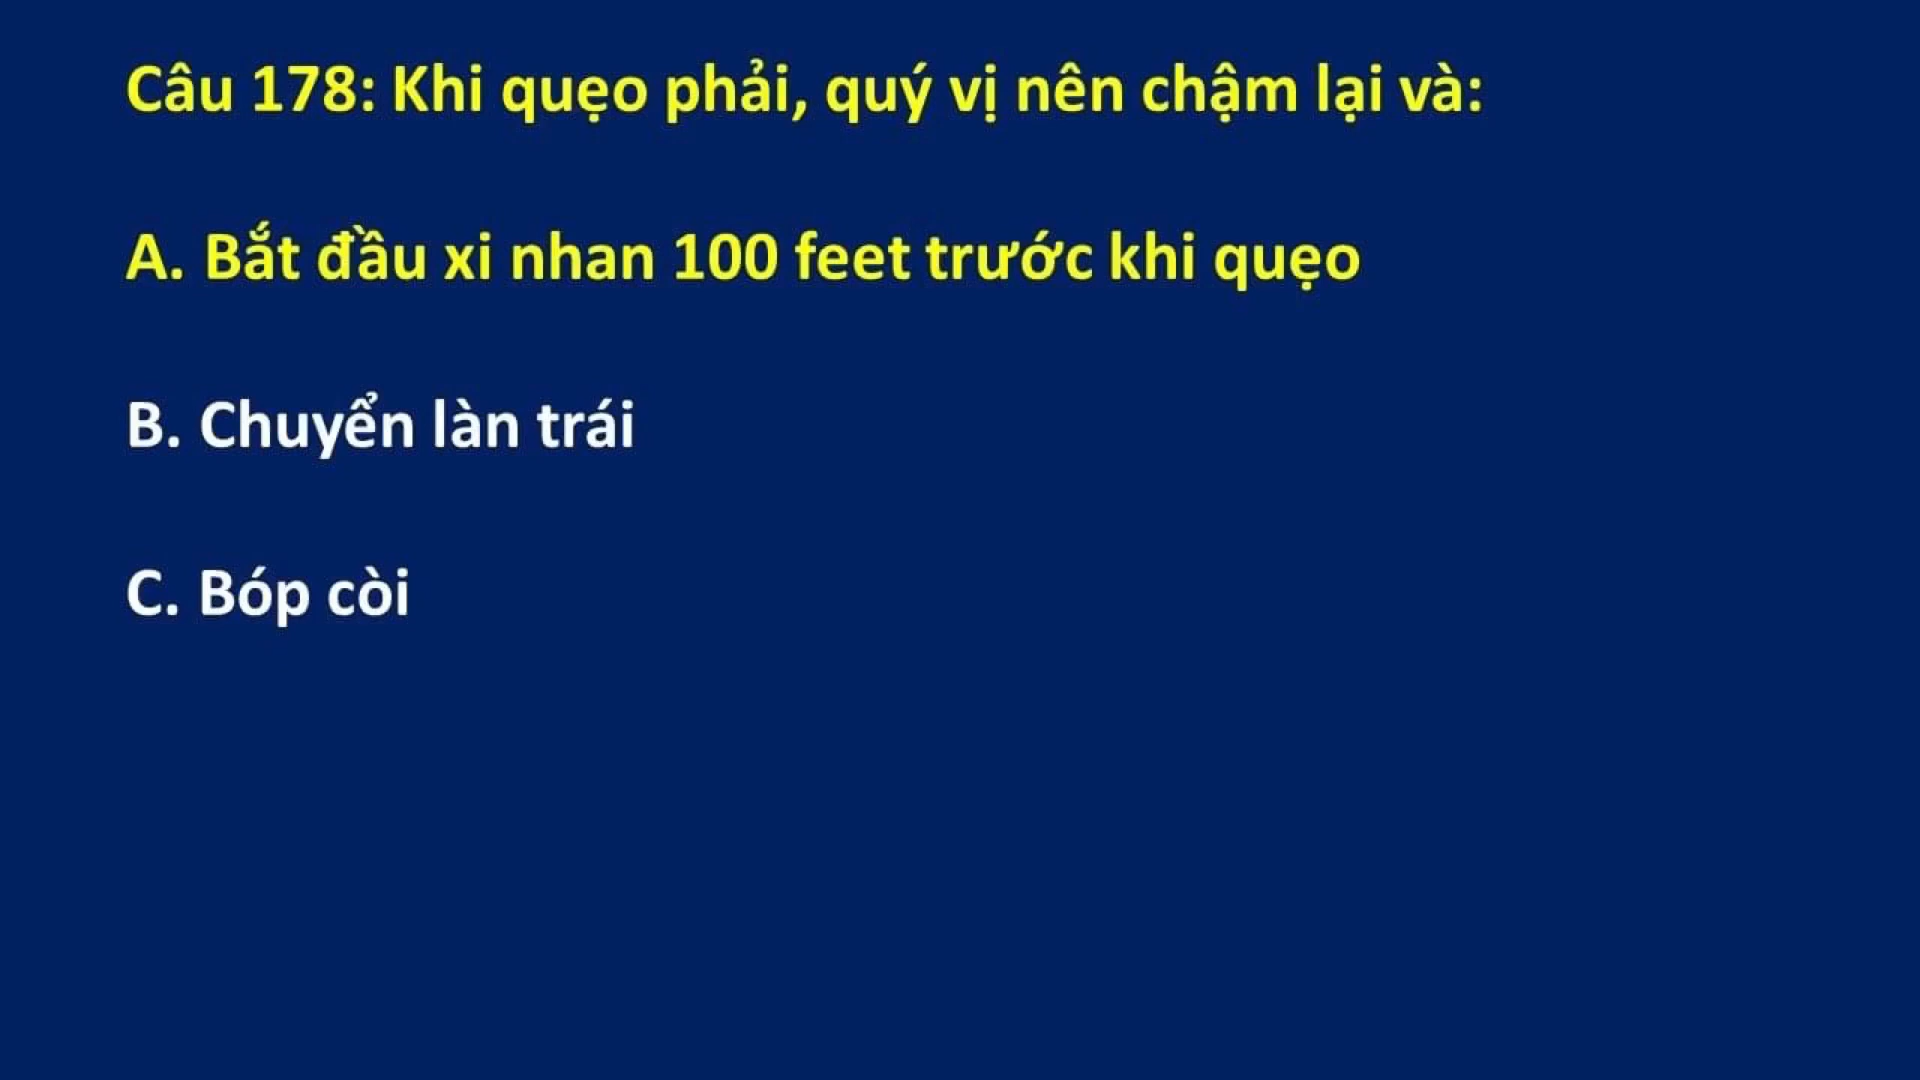 Câu 178: Khi quẹo phải, quý vị nên chậm lại và:
A. Bắt đầu xi nhan 100 feet trước khi quẹo
B. Chuyển làn trái
C. Bóp còi